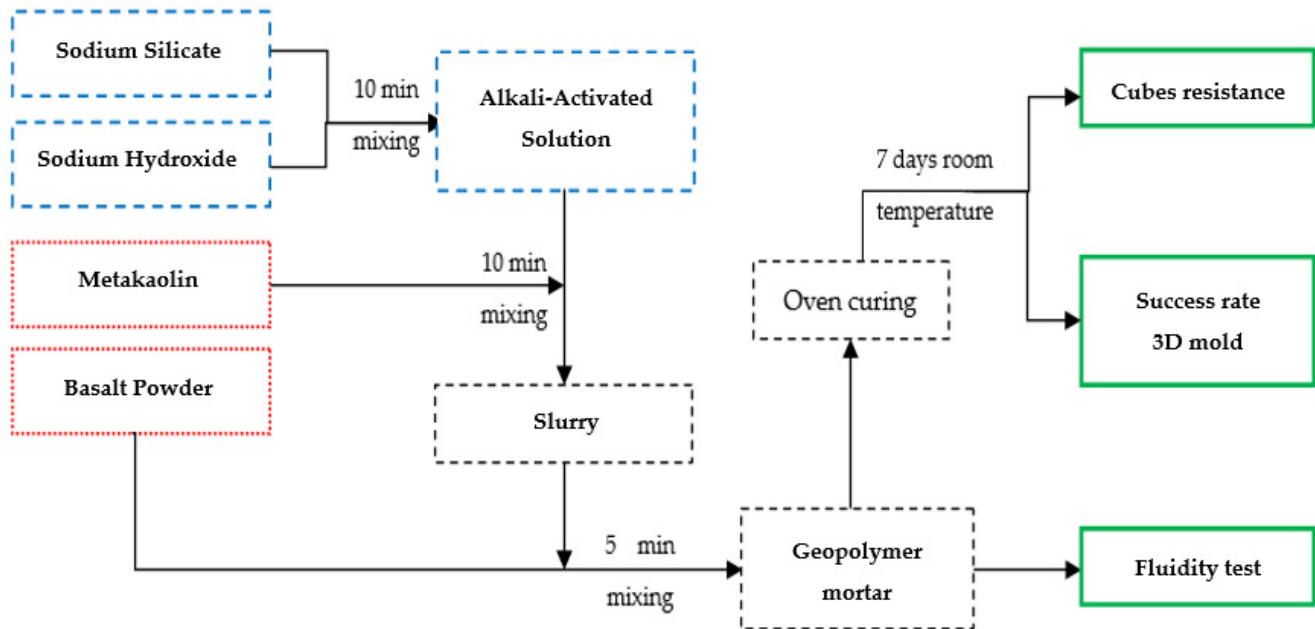 Sodium Silicate
Sodium Hydroxide
10 min
mixing
Alkali-Activated
Solution
Metakaolin
10 min
mixing
Basalt Powder
Slurry
5 min
mixing
Geopolymer
mortar
Oven curing
7 days room
temperature
Cubes resistance
Success rate
3D mold
Fluidity test